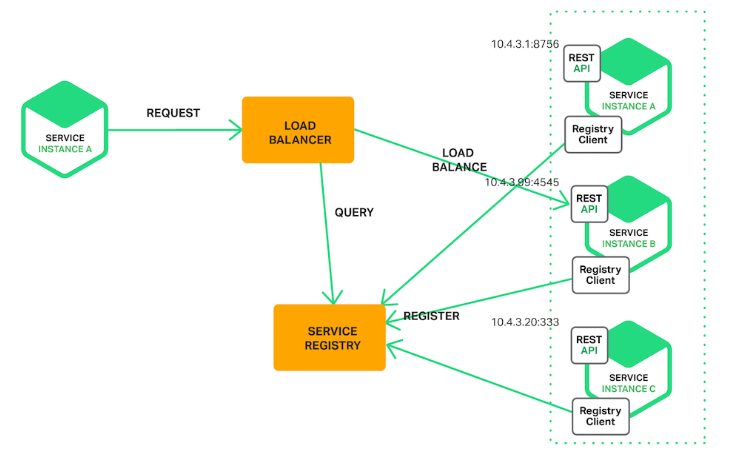 SERVICE
INSTANCE A
REQUEST
LOAD
BALANCER
LOAD
BALANCE
QUERY
SERVICE
REGISTRY
REGISTER
10.4.3.1:8756
REST
API
SERVICE
INSTANCE A
Registry
Client
10.4.3.99:4545
REST
API
SERVICE
INSTANCE B
Registry
Client
10.4.3.20:333
REST
API
SERVICE
INSTANCE C
Registry
Client